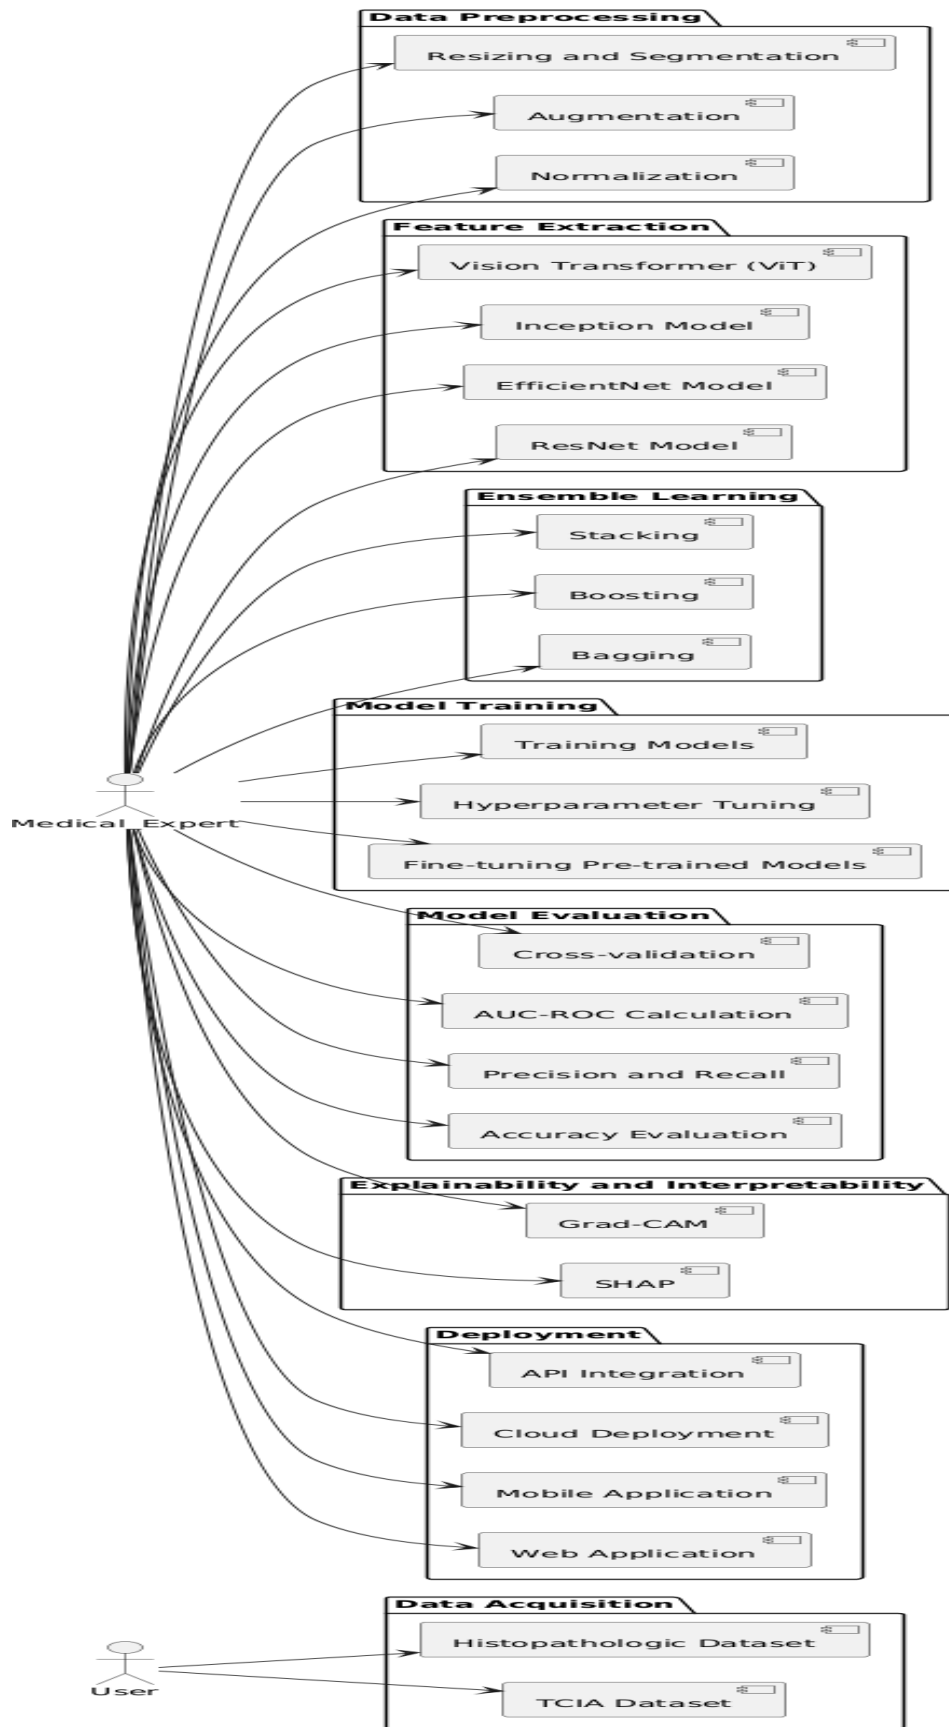 Data Preprocessing
Resizing and Segmentation
Augmentation
Normalization
Feature Extraction
Vision Transformer (ViT)
Inception Model
EfficientNet Model
ResNet Model
Ensemble Learning
Stacking
Boosting
Bagging
Model Training
Training Models
Hyperparameter Tuning
Fine-tuning Pre-trained Models
Medical_Expert
Model Evaluation
Cross-validation
AUC-ROC Calculation
Precision and Recall
Accuracy Evaluation
Explainability and Interpretability
Grad-CAM
SHAP
Deployment
API Integration
Cloud Deployment
Mobile Application
Web Application
Data Acquisition
Histopathologic Dataset
TCIA Dataset
User